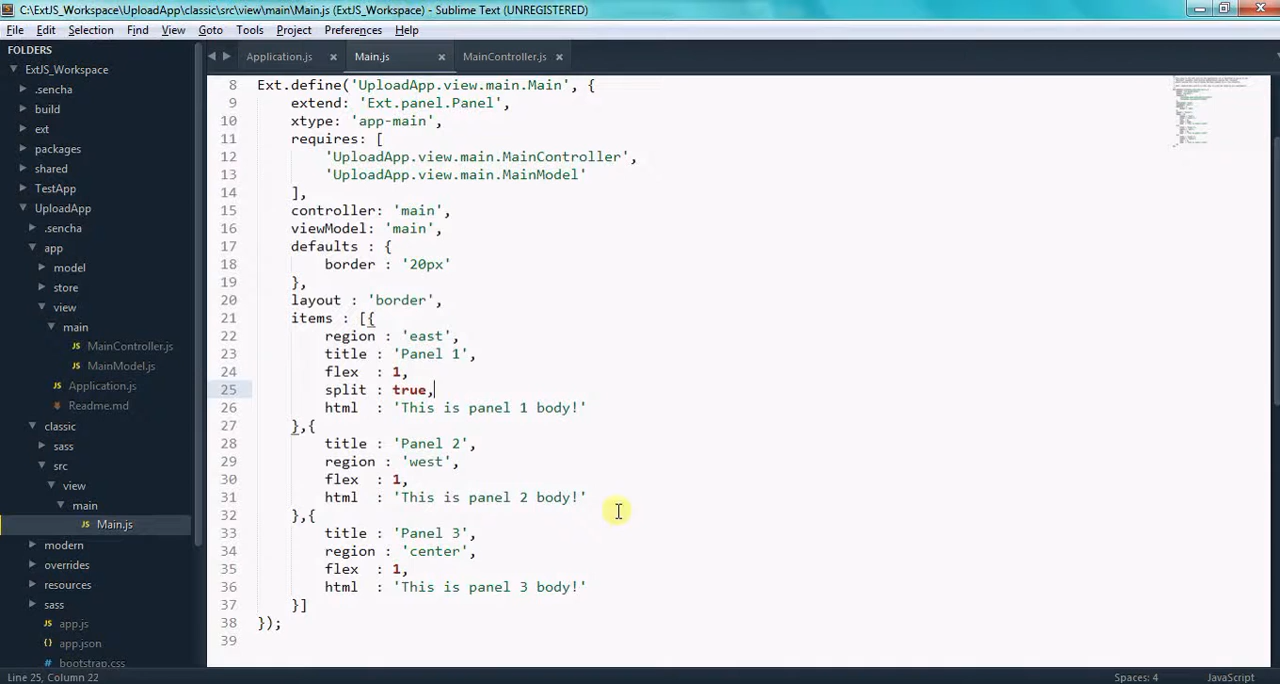 C:\ExtJS_Workspace\UploadApp\classic\src\view\main\Main.js (ExtJS_Workspace) - Sublime Text (UNREGISTERED)
File Edit Selection Find View Goto Tools Project Preferences Help
FOLDERS
ExtJS_Workspace
.sencha
build
ext
packages
shared
TestApp
UploadApp
.sencha
app
model
store
view
main
MainController.js
MainModel.js
Application.js
Readme.md
classic
sass
src
view
main
Main.js
modern
overrides
resources
sass
app.js
app.json
bootstrap.css
Application.js Main.js MainController.js
8 Ext.define('UploadApp.view.main.Main', {
9 extend: 'Ext.panel.Panel',
10 xtype: 'app-main',
11 requires: [
12 'UploadApp.view.main.MainController',
13 'UploadApp.view.main.MainModel'
14 ],
15 controller: 'main',
16 viewModel: 'main',
17 defaults : {
18 border : '20px'
19 },
20 layout : 'border',
21 items : [{
22 region : 'east',
23 title : 'Panel 1',
24 flex : 1,
25 split : true,
26 html : 'This is panel 1 body!'
27 },{
28 title : 'Panel 2',
29 region : 'west',
30 flex : 1,
31 html : 'This is panel 2 body!'
32 },{
33 title : 'Panel 3',
34 region : 'center',
35 flex : 1,
36 html : 'This is panel 3 body!'
37 }]
38 });
39
Line 25, Column 22
Spaces: 4
JavaScript